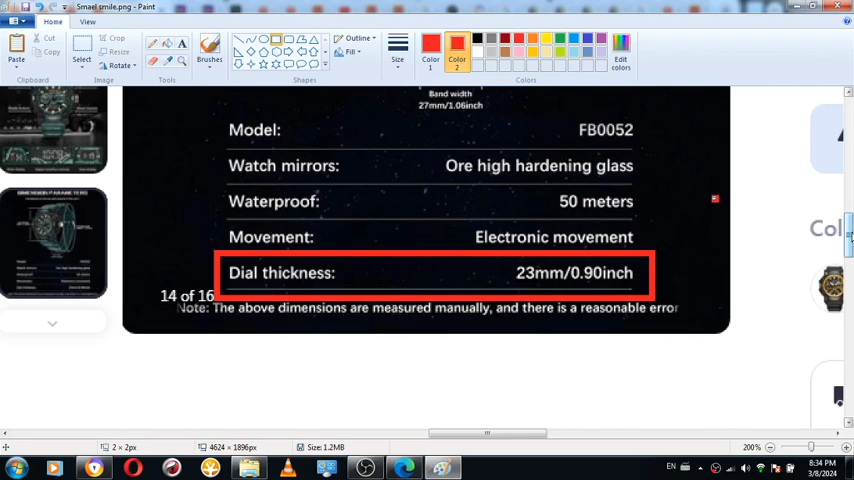 Smael smile.png - Paint
Home View
Paste
Cut
Copy
Clipboard
Select
Crop
Resize
Rotate
Image
A
Tools
Brushes
Shapes
Outline
Fill
Size
Color 1
Color 2
Colors
Edit colors
DIMENSION PARAMETERS
Band width
27mm/1.06inch
Model: FB0052
Watch mirrors: Ore high hardening glass
Waterproof: 50 meters
Movement: Electronic movement
Dial thickness: 23mm/0.90inch
14 of 16
Note: The above dimensions are measured manually, and there is a reasonable error
Col
2 × 2px
4624 × 1896px
Size: 1.2MB
200%
EN
8:34 PM
3/8/2024